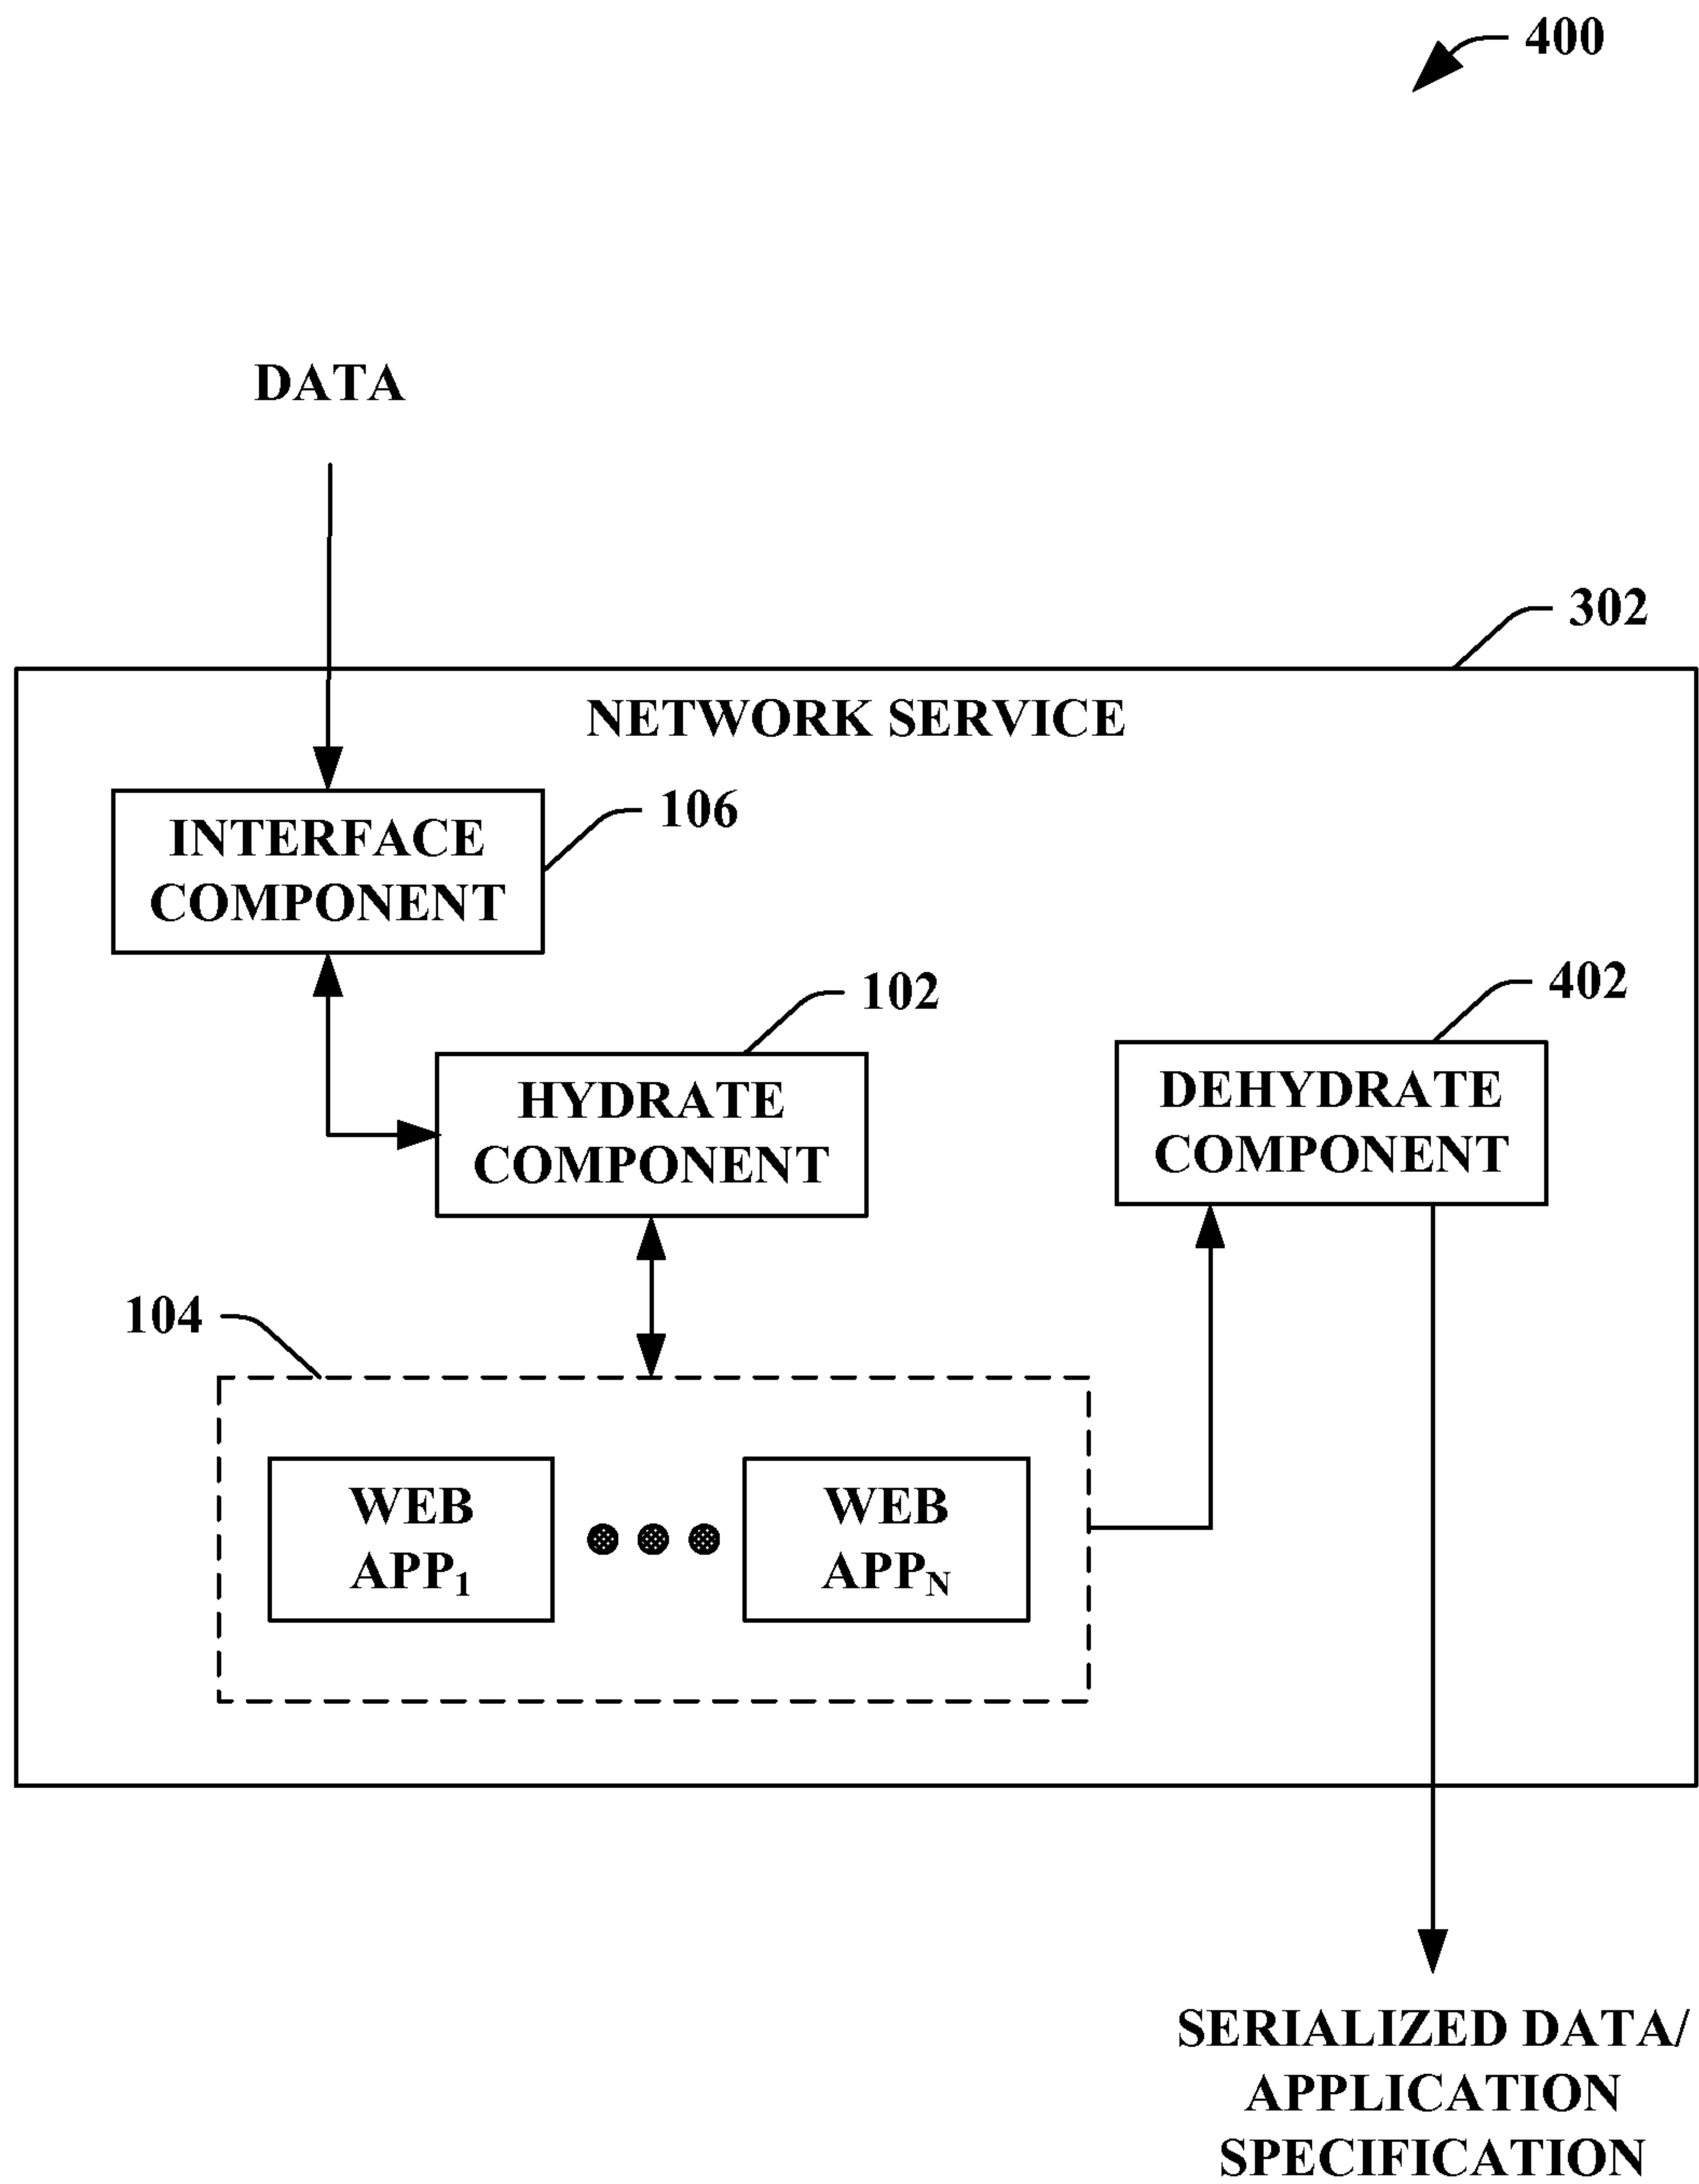 400
DATA
302
NETWORK SERVICE
INTERFACE
COMPONENT
106
102
HYDRATE
COMPONENT
402
DEHYDRATE
COMPONENT
104
WEB
APP₁
WEB
APP_N
SERIALIZED DATA/
APPLICATION
SPECIFICATION